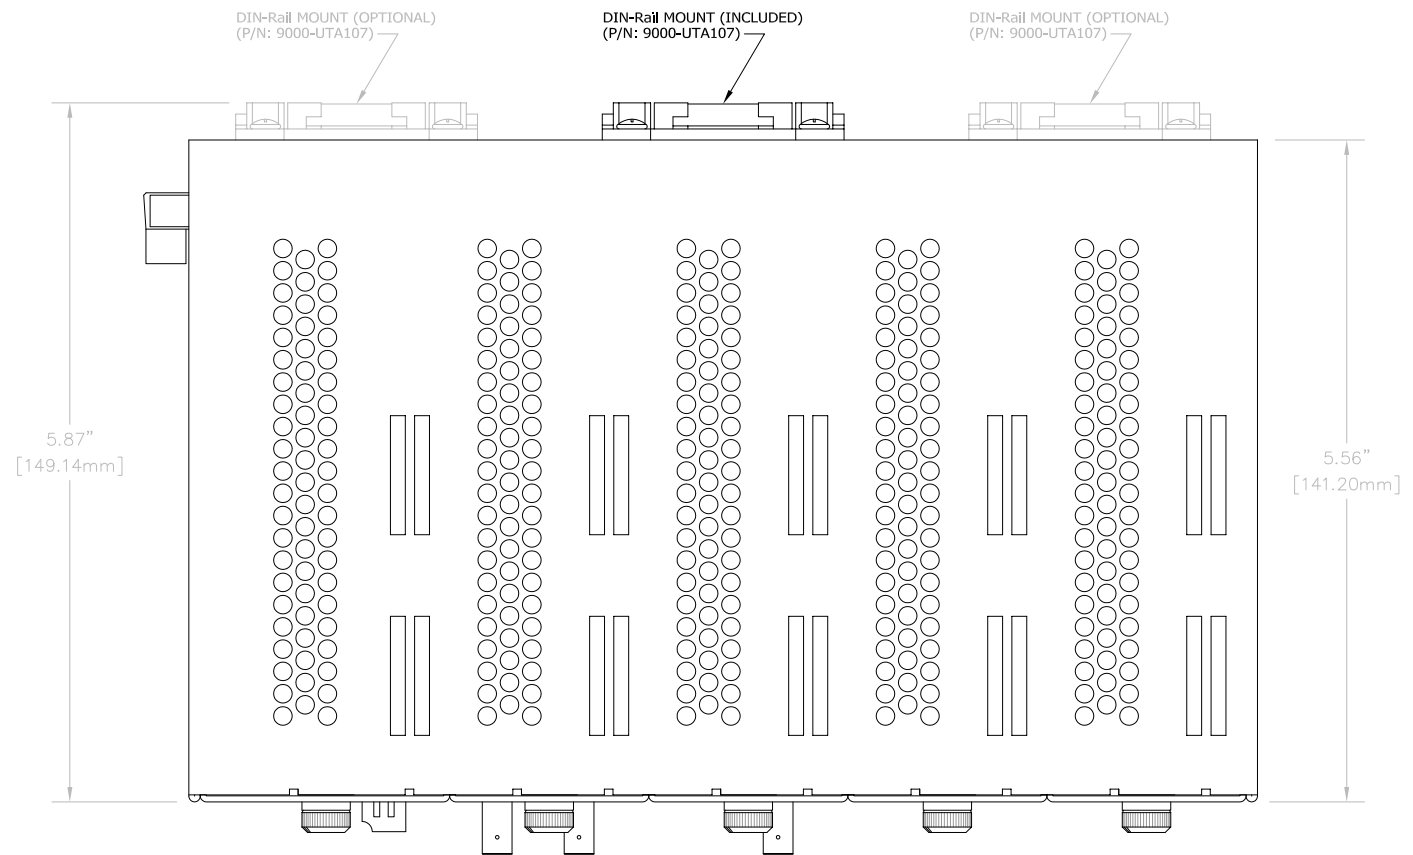 DIN-Rail MOUNT (OPTIONAL)
(P/N: 9000-UTA107)
DIN-Rail MOUNT (INCLUDED)
(P/N: 9000-UTA107)
DIN-Rail MOUNT (OPTIONAL)
(P/N: 9000-UTA107)
5.87”
[149.14mm]
5.56”
[141.20mm]